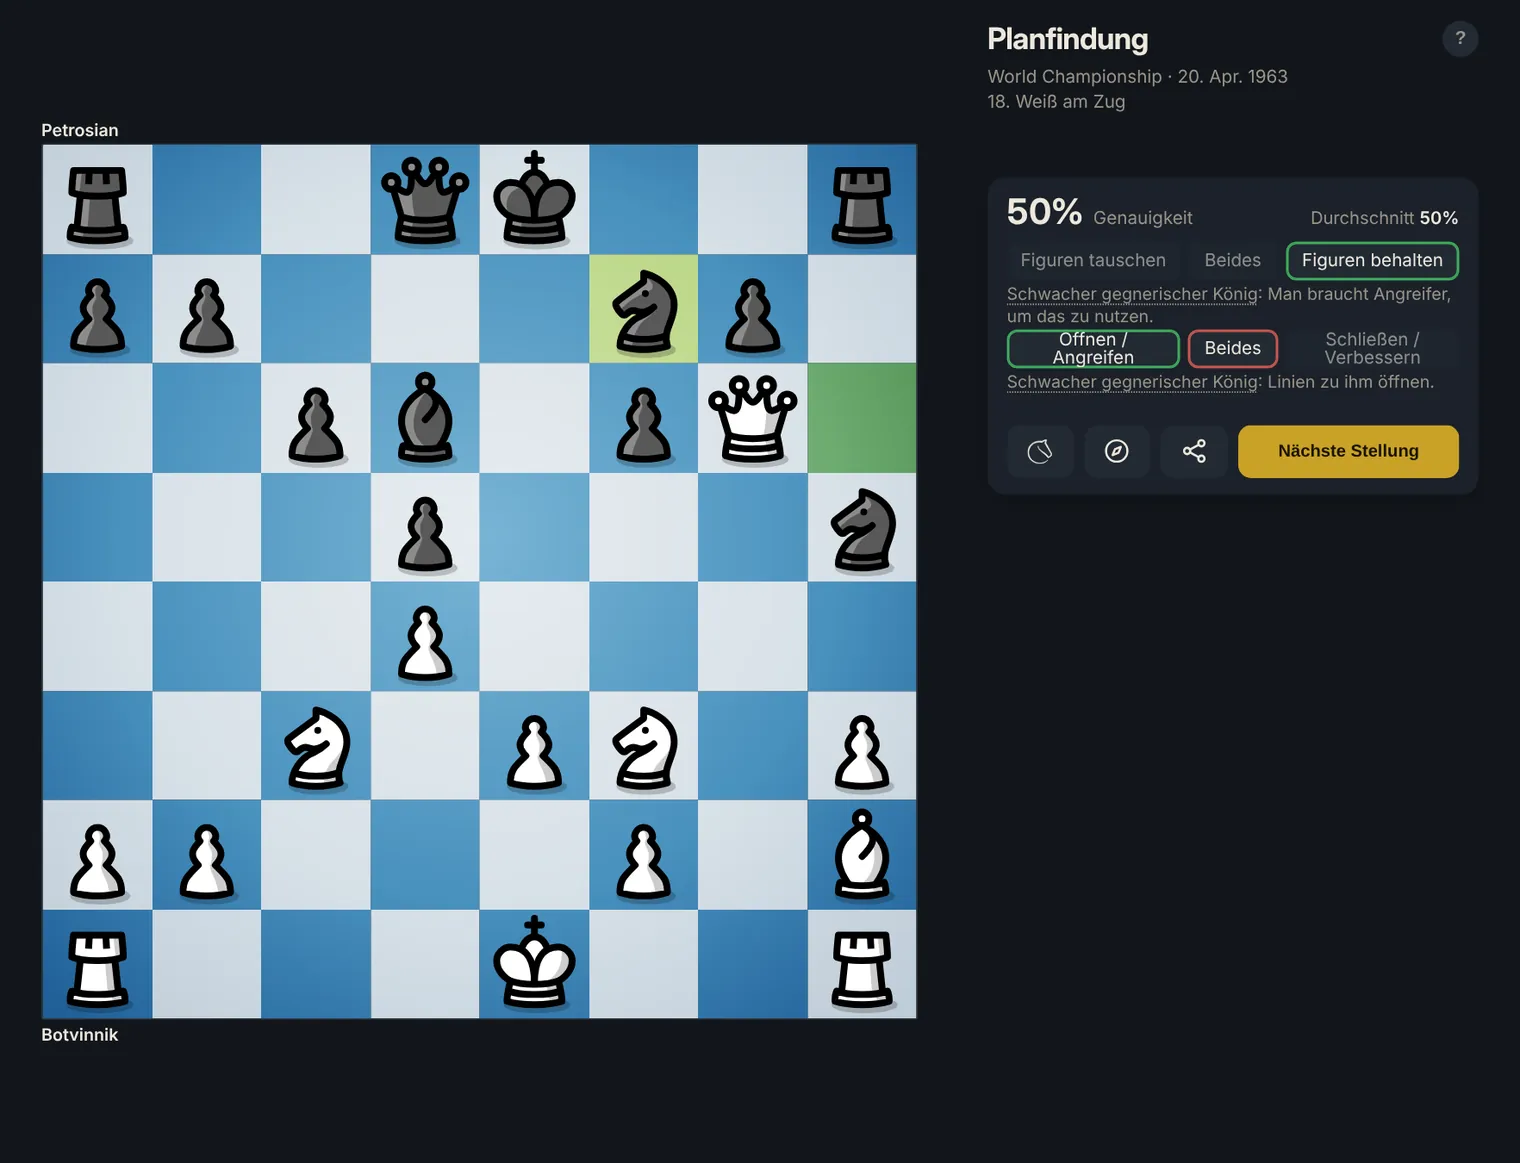 Planfindung
?
World Championship · 20. Apr. 1963
18. Weiß am Zug
Petrosian
50% Genauigkeit Durchschnitt 50%
Figuren tauschen Beides Figuren behalten
Schwacher gegnerischer König: Man braucht Angreifer,
um das zu nutzen.
Öffnen /
Angreifen
Beides
Schließen /
Verbessern
Schwacher gegnerischer König: Linien zu ihm öffnen.
Nächste Stellung
Botvinnik